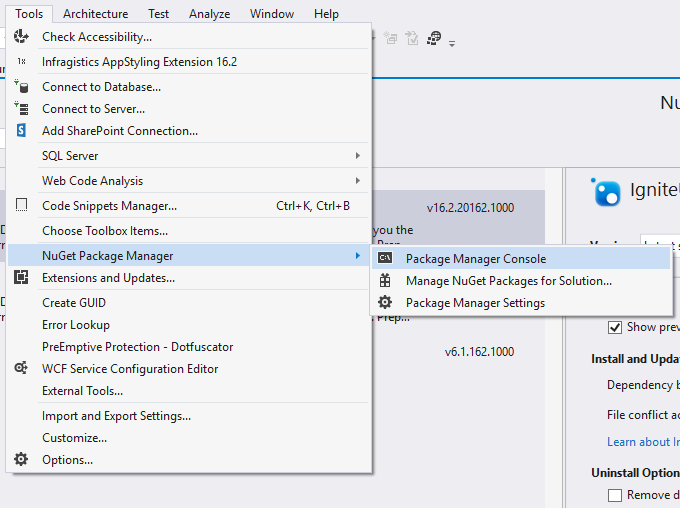 Tools Architecture Test Analyze Window Help
Check Accessibility...
Infragistics AppStyling Extension 16.2
Connect to Database...
Connect to Server...
Add SharePoint Connection...
SQL Server
Web Code Analysis
Code Snippets Manager... Ctrl+K, Ctrl+B
Choose Toolbox Items...
NuGet Package Manager
Extensions and Updates...
Create GUID
Error Lookup
PreEmptive Protection - Dotfuscator
WCF Service Configuration Editor
External Tools...
Import and Export Settings...
Customize...
Options...
Package Manager Console
Manage NuGet Packages for Solution...
Package Manager Settings
v16.2.20162.1000
you the
Prep...
v6.1.162.1000
Nu
Ignite
Show prev
Install and Upda
Dependency b
File conflict ac
Learn about In
Uninstall Option
Remove d